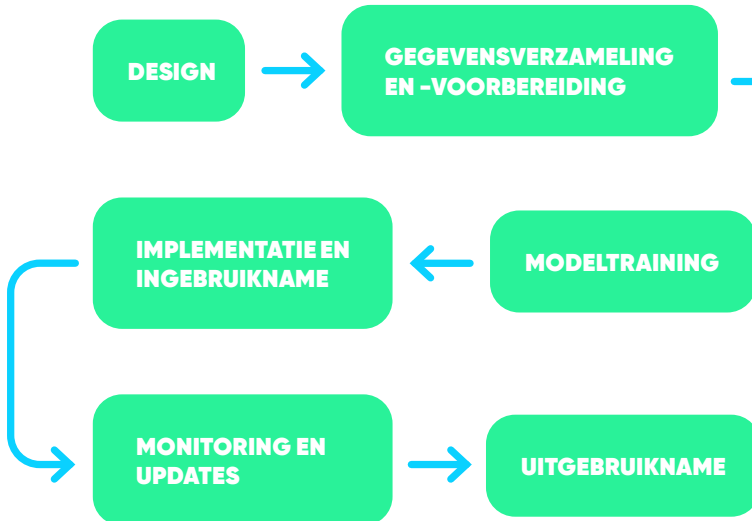 DESIGN
GEGEVENSVERZAMELING
EN -VOORBEREIDING
IMPLEMENTATIE EN
INGEBRUIKNAME
MODELTRAINING
MONITORING EN
UPDATES
UITGEBRUIKNAME